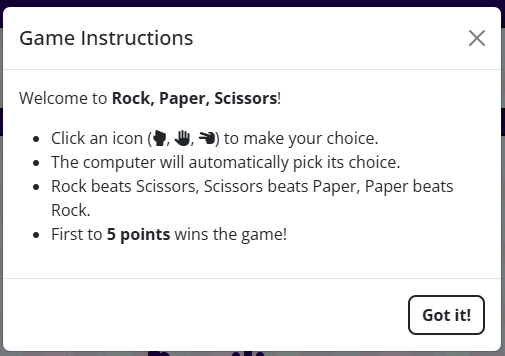 Game Instructions
Welcome to Rock, Paper, Scissors!
Click an icon (, , ) to make your choice.
The computer will automatically pick its choice.
Rock beats Scissors, Scissors beats Paper, Paper beats
Rock.
First to 5 points wins the game!
Got it!